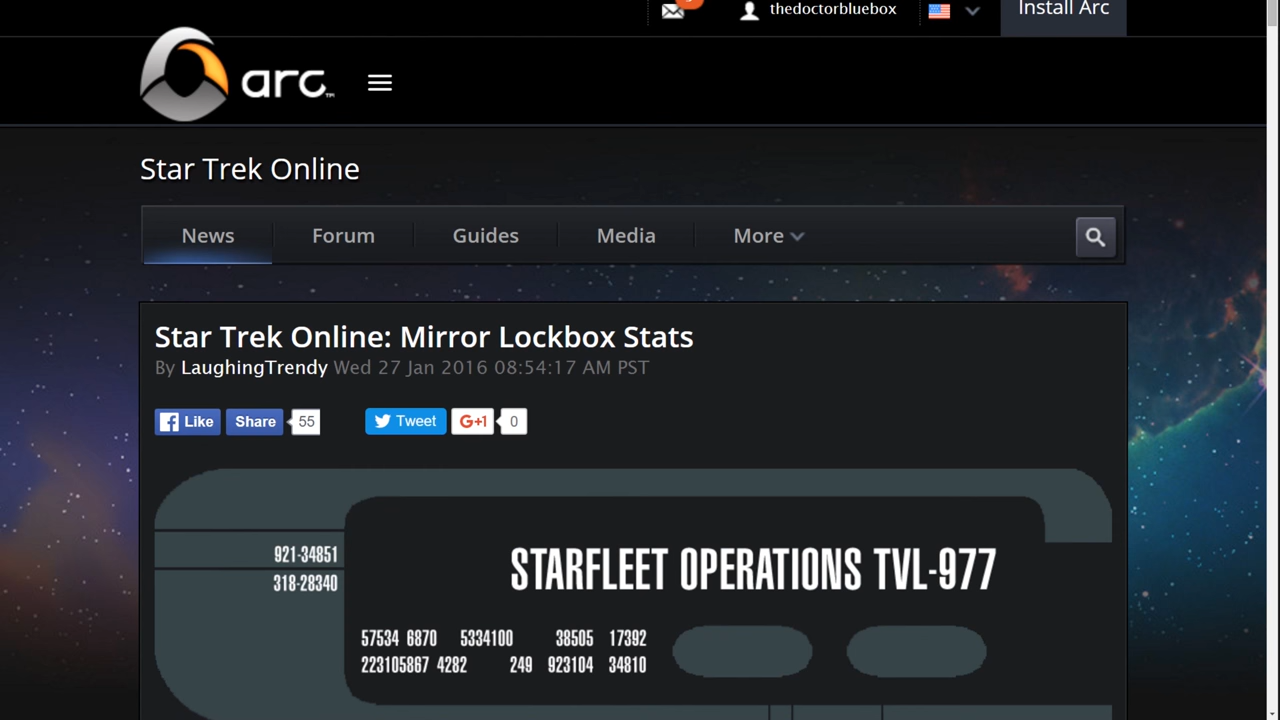 thedoctorbluebox
Install Arc
arc™
Star Trek Online
News Forum Guides Media More
Star Trek Online: Mirror Lockbox Stats
By LaughingTrendy Wed 27 Jan 2016 08:54:17 AM PST
Like Share 55 Tweet G+1 0
921-34851
318-28340
STARFLEET OPERATIONS TVL-977
57534 6870 5334100 38505 17392
223105867 4282 249 923104 34810